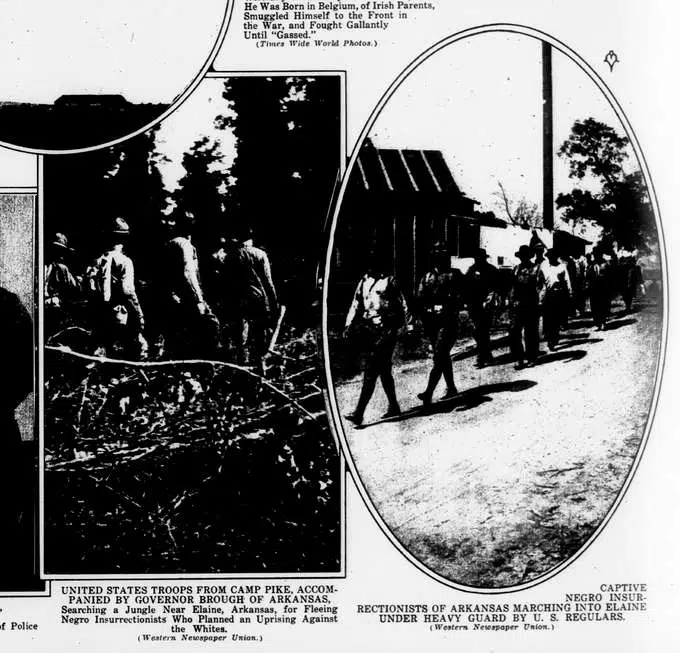 He Was Born in Belgium, of Irish Parents,
Smuggled Himself to the Front in
the War, and Fought Gallantly
Until "Gassed."
(Times Wide World Photos.)
UNITED STATES TROOPS FROM CAMP PIKE, ACCOM-
PANIED BY GOVERNOR BROUGH OF ARKANSAS,
Searching a Jungle Near Elaine, Arkansas, for Fleeing
Negro Insurrectionists Who Planned an Uprising Against
the Whites.
(Western Newspaper Union.)
CAPTIVE
NEGRO INSUR-
RECTIONISTS OF ARKANSAS MARCHING INTO ELAINE
UNDER HEAVY GUARD BY U. S. REGULARS.
(Western Newspaper Union.)
of Police